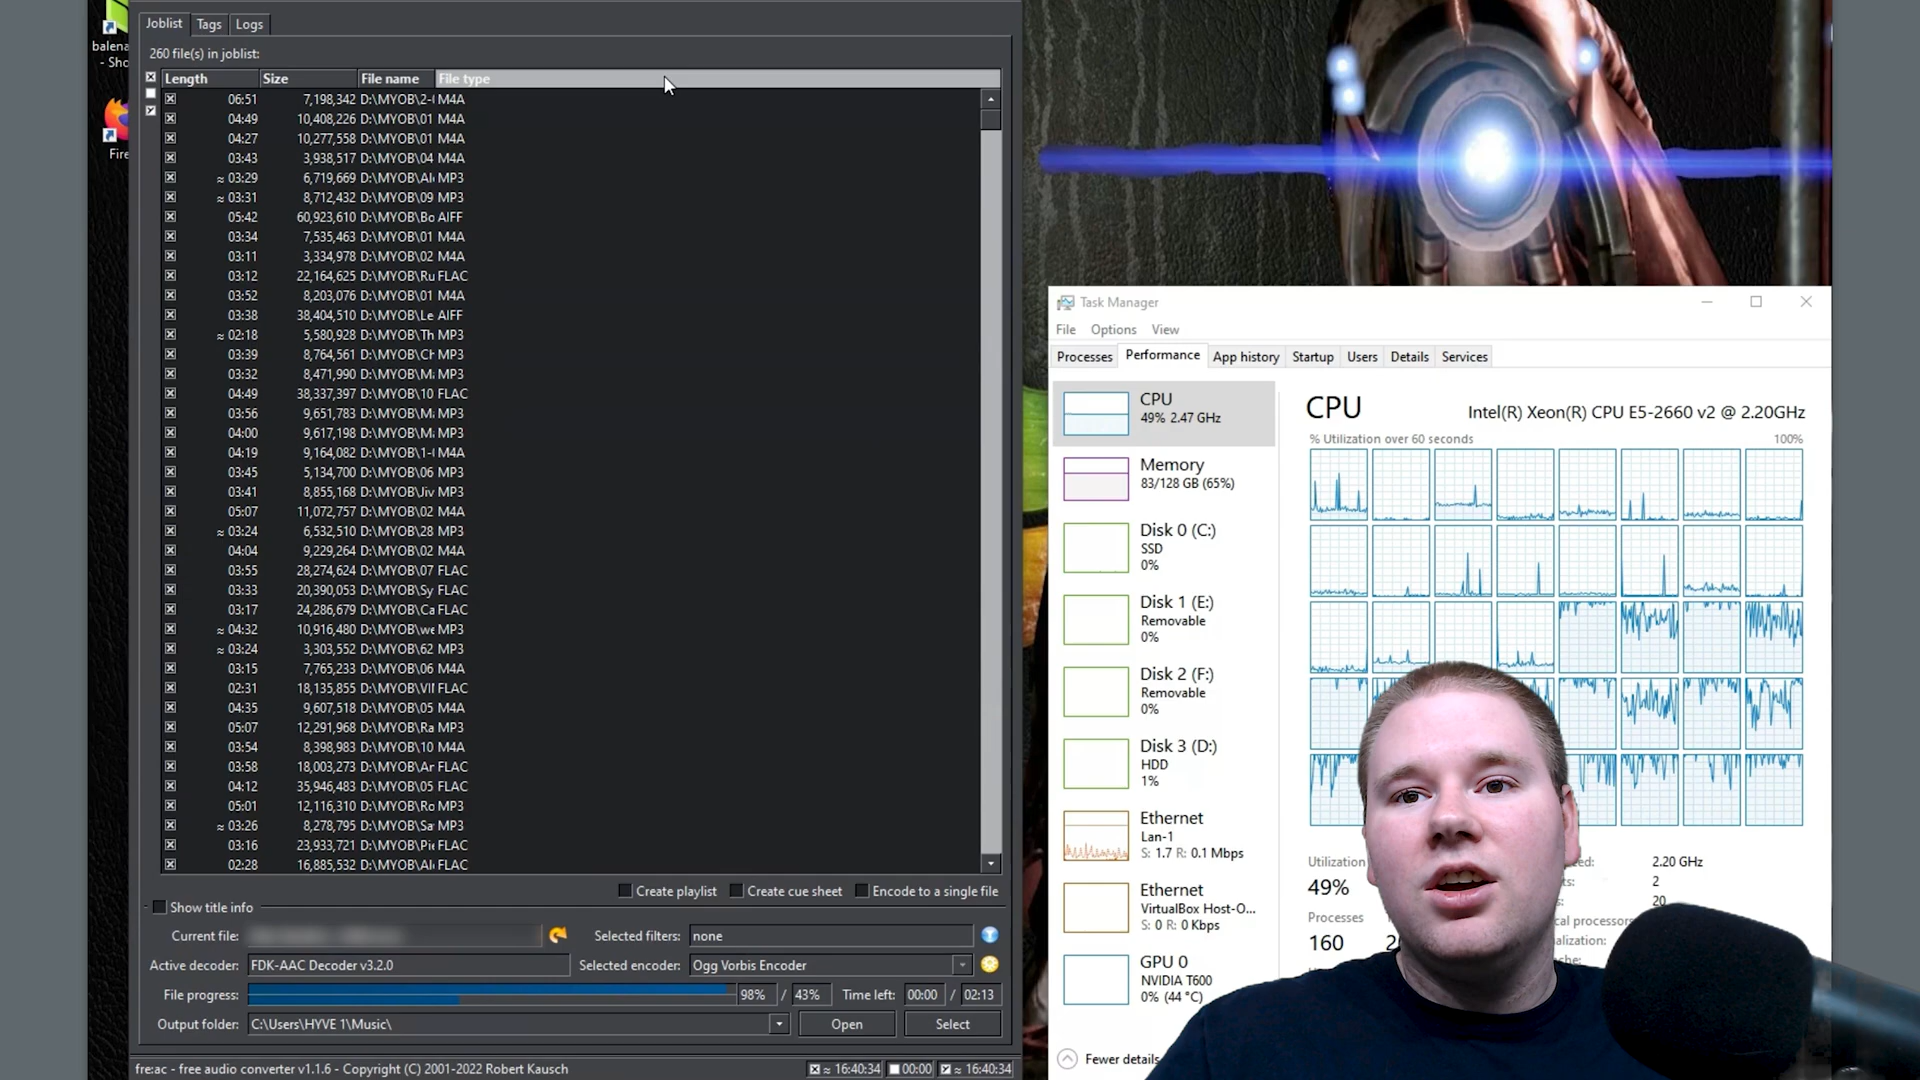 balena
- Sho
Fire
Joblist Tags Logs
260 file(s) in joblist:
Length Size File name File type
06:51 7,198,342 D:\MYOB\2-( M4A
04:49 10,408,226 D:\MYOB\01 M4A
04:27 10,277,558 D:\MYOB\01 M4A
03:43 3,938,517 D:\MYOB\04 M4A
≈ 03:29 6,719,669 D:\MYOB\Al MP3
≈ 03:31 8,712,432 D:\MYOB\09 MP3
05:42 60,923,610 D:\MYOB\Bo AIFF
03:34 7,535,463 D:\MYOB\01 M4A
03:11 3,334,978 D:\MYOB\02 M4A
03:12 22,164,625 D:\MYOB\Ru FLAC
03:52 8,203,076 D:\MYOB\01 M4A
03:38 38,404,510 D:\MYOB\Le AIFF
≈ 02:18 5,580,928 D:\MYOB\Th MP3
03:39 8,764,561 D:\MYOB\Ch MP3
03:32 8,471,990 D:\MYOB\Ma MP3
04:49 38,337,397 D:\MYOB\10 FLAC
03:56 9,651,783 D:\MYOB\Ma MP3
04:00 9,617,198 D:\MYOB\Ma MP3
04:19 9,164,082 D:\MYOB\1-( M4A
03:45 5,134,700 D:\MYOB\06 MP3
03:41 8,855,168 D:\MYOB\Jiv MP3
05:07 11,072,757 D:\MYOB\02 M4A
≈ 03:24 6,532,510 D:\MYOB\28 MP3
04:04 9,229,264 D:\MYOB\02 M4A
03:55 28,274,624 D:\MYOB\07 FLAC
03:33 20,390,053 D:\MYOB\Sy FLAC
03:17 24,286,679 D:\MYOB\Ca FLAC
≈ 04:32 10,916,480 D:\MYOB\we MP3
≈ 03:24 3,303,552 D:\MYOB\62 MP3
03:15 7,765,233 D:\MYOB\06 M4A
02:31 18,135,855 D:\MYOB\VII FLAC
04:35 9,607,518 D:\MYOB\05 M4A
05:07 12,291,968 D:\MYOB\Ra MP3
03:54 8,398,983 D:\MYOB\10 M4A
03:58 18,003,273 D:\MYOB\Ar FLAC
04:12 35,946,483 D:\MYOB\05 FLAC
05:01 12,116,310 D:\MYOB\Ro MP3
≈ 03:26 8,278,795 D:\MYOB\Sa MP3
03:16 23,933,721 D:\MYOB\Pi FLAC
02:28 16,885,532 D:\MYOB\Al FLAC
Create playlist Create cue sheet Encode to a single file
Show title info
Current file: Selected filters: none
Active decoder: FDK-AAC Decoder v3.2.0 Selected encoder: Ogg Vorbis Encoder
File progress: 98% / 43% Time left: 00:00 / 02:13
Output folder: C:\Users\HYVE 1\Music\ Open Select
fre:ac - free audio converter v1.1.6 - Copyright (C) 2001-2022 Robert Kausch ≈ 16:40:34 00:00 ≈ 16:40:34
Task Manager
File Options View
Processes Performance App history Startup Users Details Services
CPU
49% 2.47 GHz
Memory
83/128 GB (65%)
Disk 0 (C:)
SSD
0%
Disk 1 (E:)
Removable
0%
Disk 2 (F:)
Removable
0%
Disk 3 (D:)
HDD
1%
Ethernet
Lan-1
S: 1.7 R: 0.1 Mbps
Ethernet
VirtualBox Host-O...
S: 0 R: 0 Kbps
GPU 0
NVIDIA T600
0% (44 °C)
Fewer details
CPU Intel(R) Xeon(R) CPU E5-2660 v2 @ 2.20GHz
% Utilization over 60 seconds 100%
Utilization
49%
Processes
160 2
ed: 2.20 GHz
ts: 2
s: 20
cal processors
alization:
che: